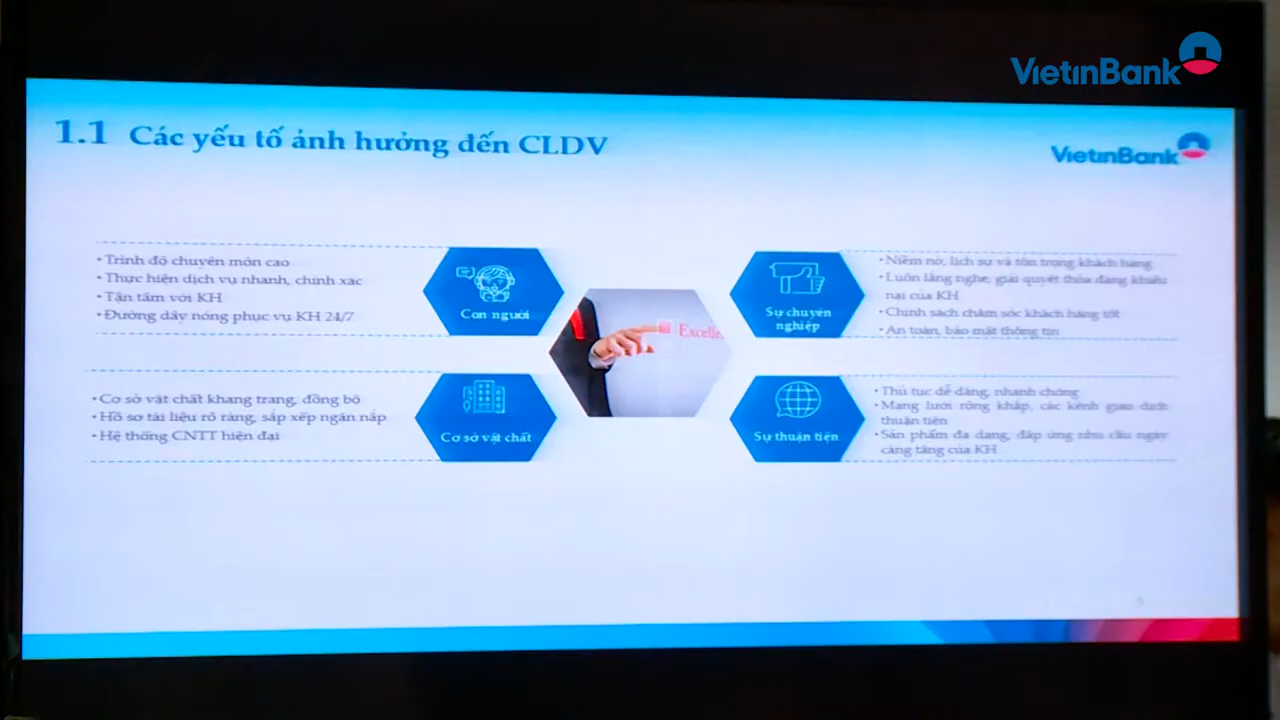 VietinBank
1.1 Các yếu tố ảnh hưởng đến CLDV
VietinBank
• Trình độ chuyên môn cao
• Thực hiện dịch vụ nhanh, chính xác
• Tận tâm với KH
• Đường dây nóng phục vụ KH 24/7
Con người
Sự chuyên
nghiệp
• Niềm nở, lịch sự và tôn trọng khách hàng
• Luôn lắng nghe, giải quyết thỏa đáng khiếu
nại của KH
• Chính sách chăm sóc khách hàng tốt
• An toàn, bảo mật thông tin
Excelle
• Cơ sở vật chất khang trang, đồng bộ
• Hồ sơ tài liệu rõ ràng, sắp xếp ngăn nắp
• Hệ thống CNTT hiện đại
Cơ sở vật chất
Sự thuận tiện
• Thủ tục dễ dàng, nhanh chóng
• Mạng lưới rộng khắp, các kênh giao dịch
thuận tiện
• Sản phẩm đa dạng, đáp ứng nhu cầu ngày
càng tăng của KH